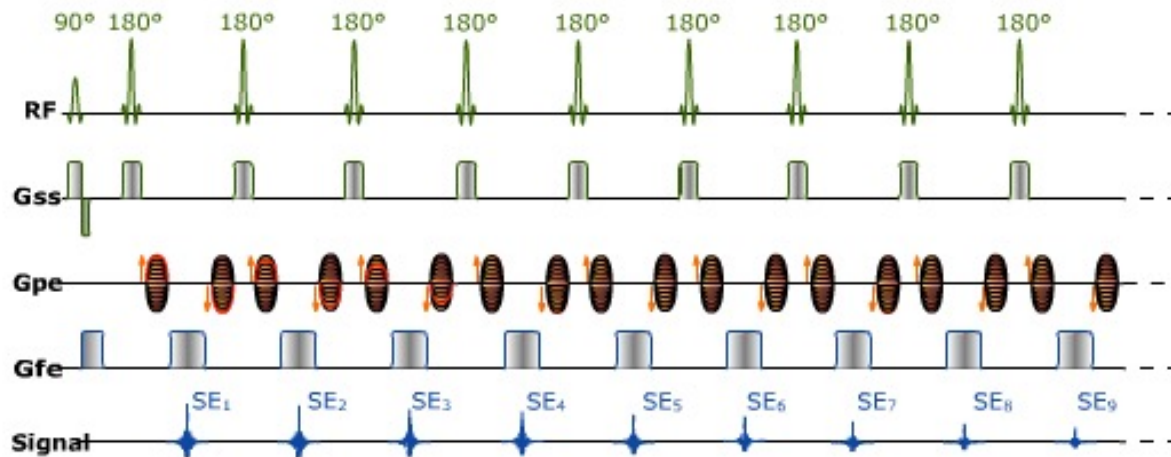 90° 180° 180° 180° 180° 180° 180° 180° 180° 180°
RF
Gss
Gpe
Gfe
SE₁ SE₂ SE₃ SE₄ SE₅ SE₆ SE₇ SE₈ SE₉
Signal